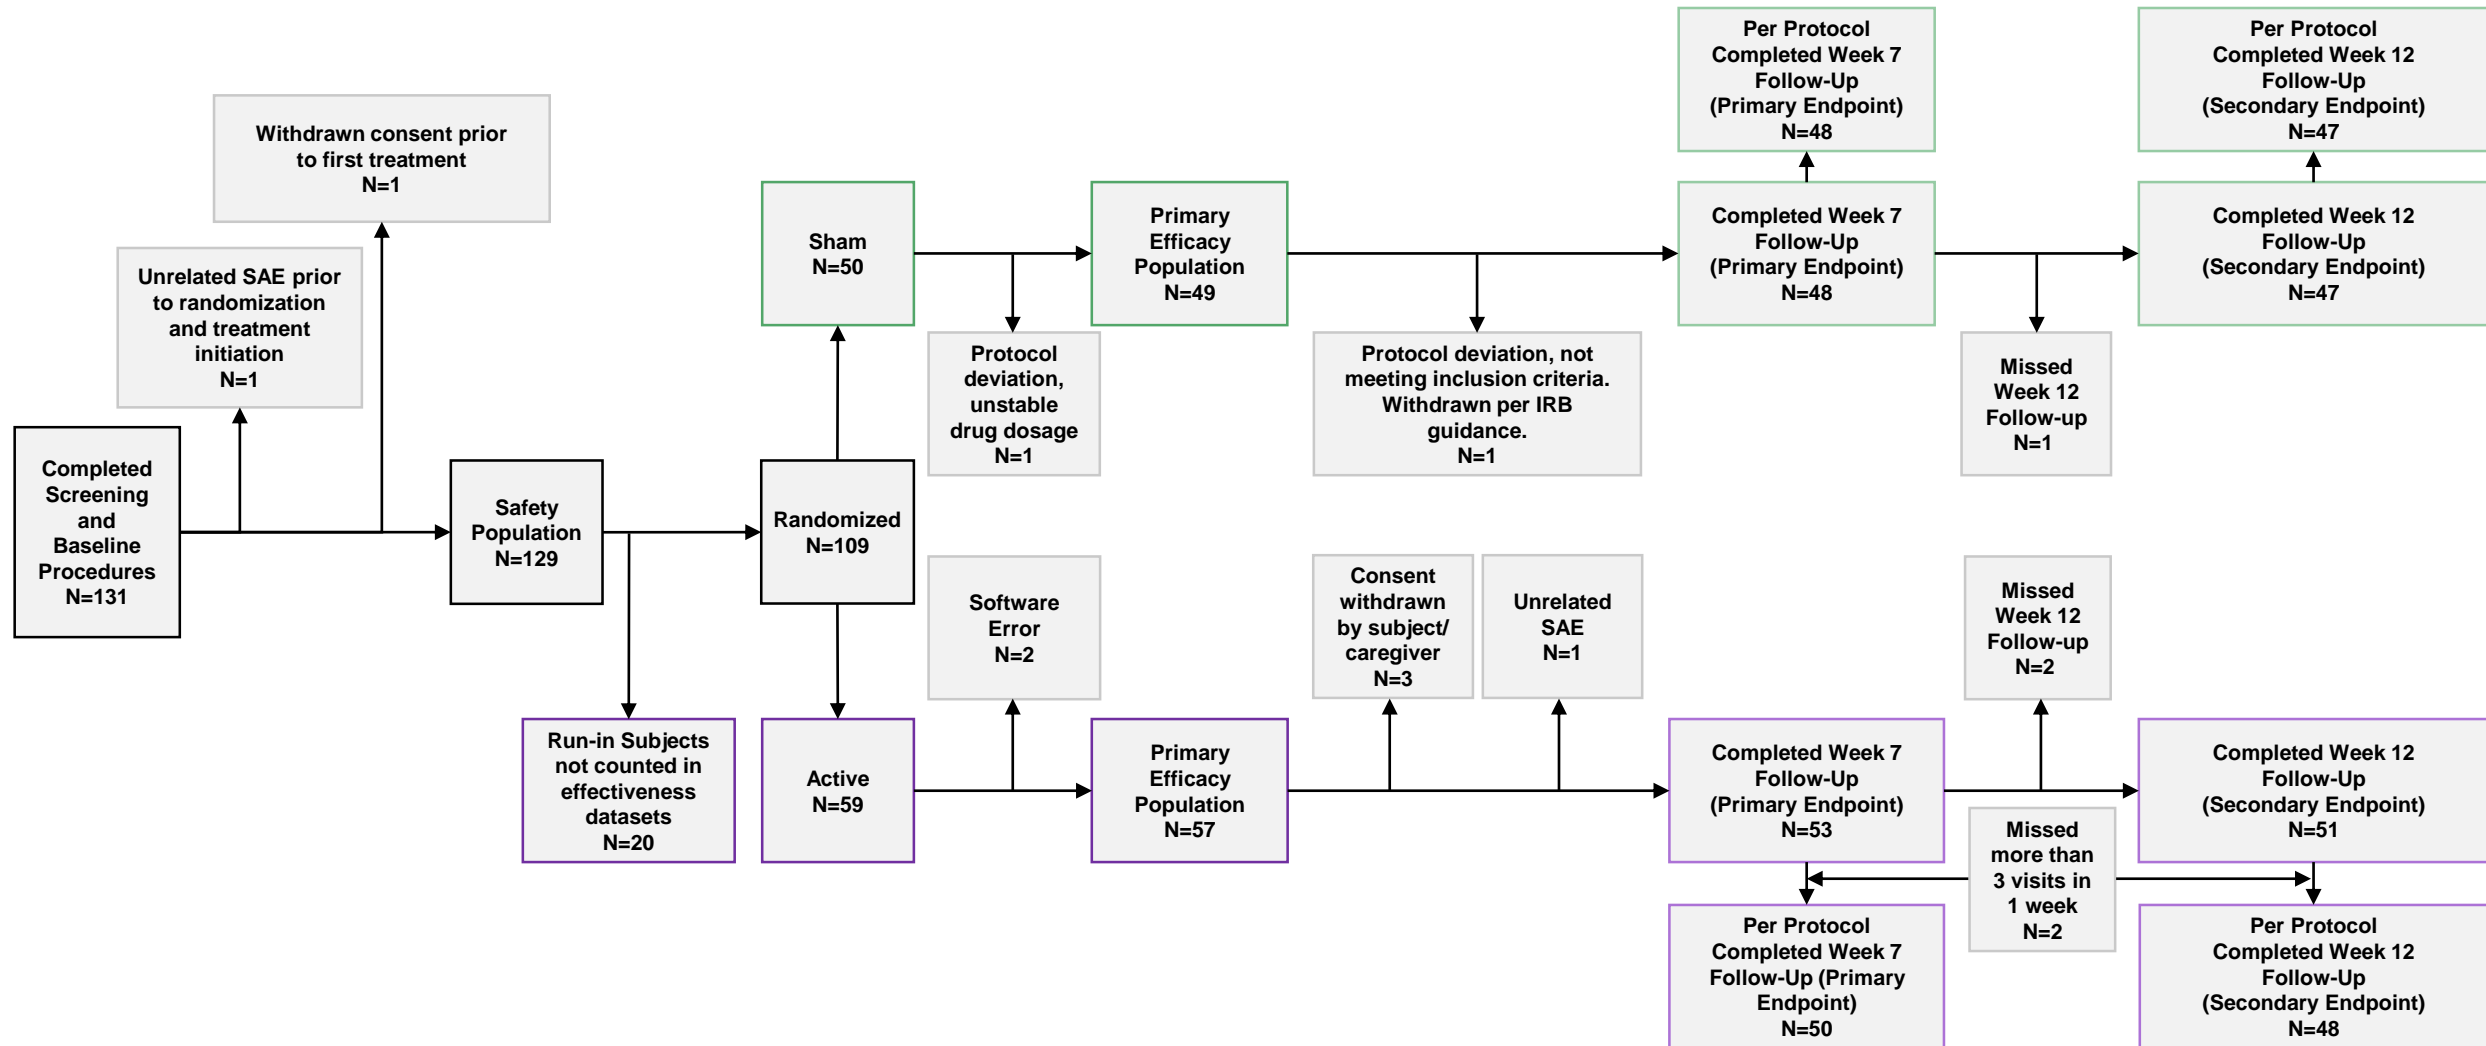 Completed
Screening
and
Baseline
Procedures
N=131
Unrelated SAE prior
to randomization
and treatment
initiation
N=1
Withdrawn consent prior
to first treatment
N=1
Safety
Population
N=129
Run-in Subjects
not counted in
effectiveness
datasets
N=20
Randomized
N=109
Sham
N=50
Protocol
deviation,
unstable
drug dosage
N=1
Primary
Efficacy
Population
N=49
Protocol deviation, not
meeting inclusion criteria.
Withdrawn per IRB
guidance.
N=1
Per Protocol
Completed Week 7
Follow-Up
(Primary Endpoint)
N=48
Completed Week 7
Follow-Up
(Primary Endpoint)
N=48
Missed
Week 12
Follow-up
N=1
Per Protocol
Completed Week 12
Follow-Up
(Secondary Endpoint)
N=47
Completed Week 12
Follow-Up
(Secondary Endpoint)
N=47
Active
N=59
Software
Error
N=2
Primary
Efficacy
Population
N=57
Consent
withdrawn
by subject/
caregiver
N=3
Unrelated
SAE
N=1
Completed Week 7
Follow-Up
(Primary Endpoint)
N=53
Missed
Week 12
Follow-up
N=2
Completed Week 12
Follow-Up
(Secondary Endpoint)
N=51
Missed
more than
3 visits in
1 week
N=2
Per Protocol
Completed Week 7
Follow-Up (Primary
Endpoint)
N=50
Per Protocol
Completed Week 12
Follow-Up
(Secondary Endpoint)
N=48